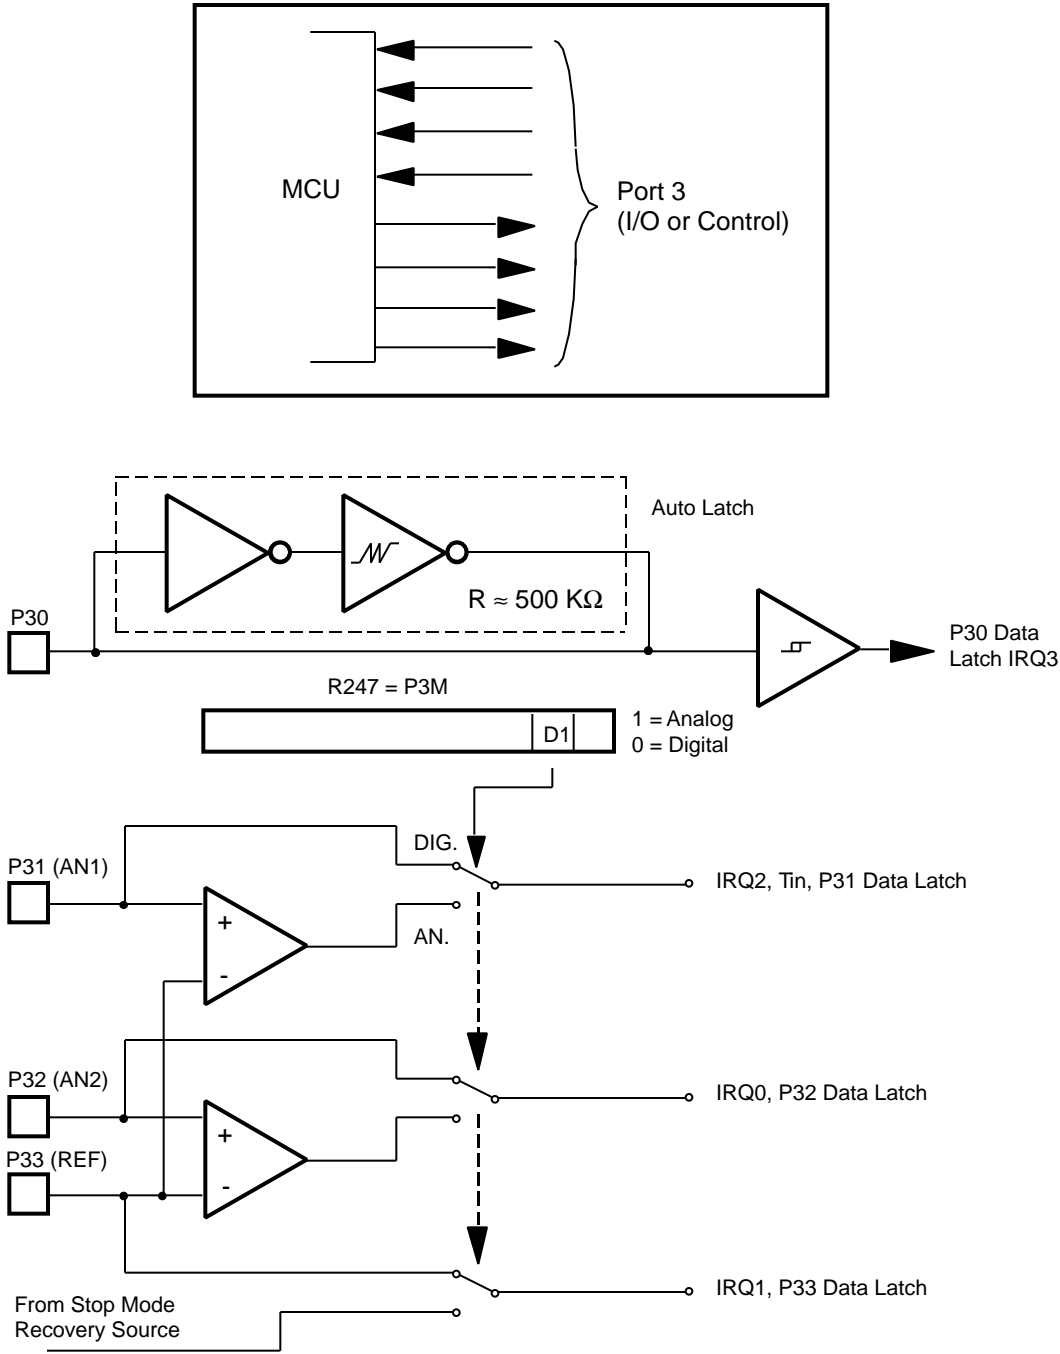 MCU
Port 3
(I/O or Control)
Auto Latch
R ≈ 500 KΩ
P30
P30 Data
Latch IRQ3
R247 = P3M
D1
1 = Analog
0 = Digital
DIG.
P31 (AN1)
IRQ2, Tin, P31 Data Latch
+
AN.
-
P32 (AN2)
IRQ0, P32 Data Latch
+
P33 (REF)
-
IRQ1, P33 Data Latch
From Stop Mode
Recovery Source